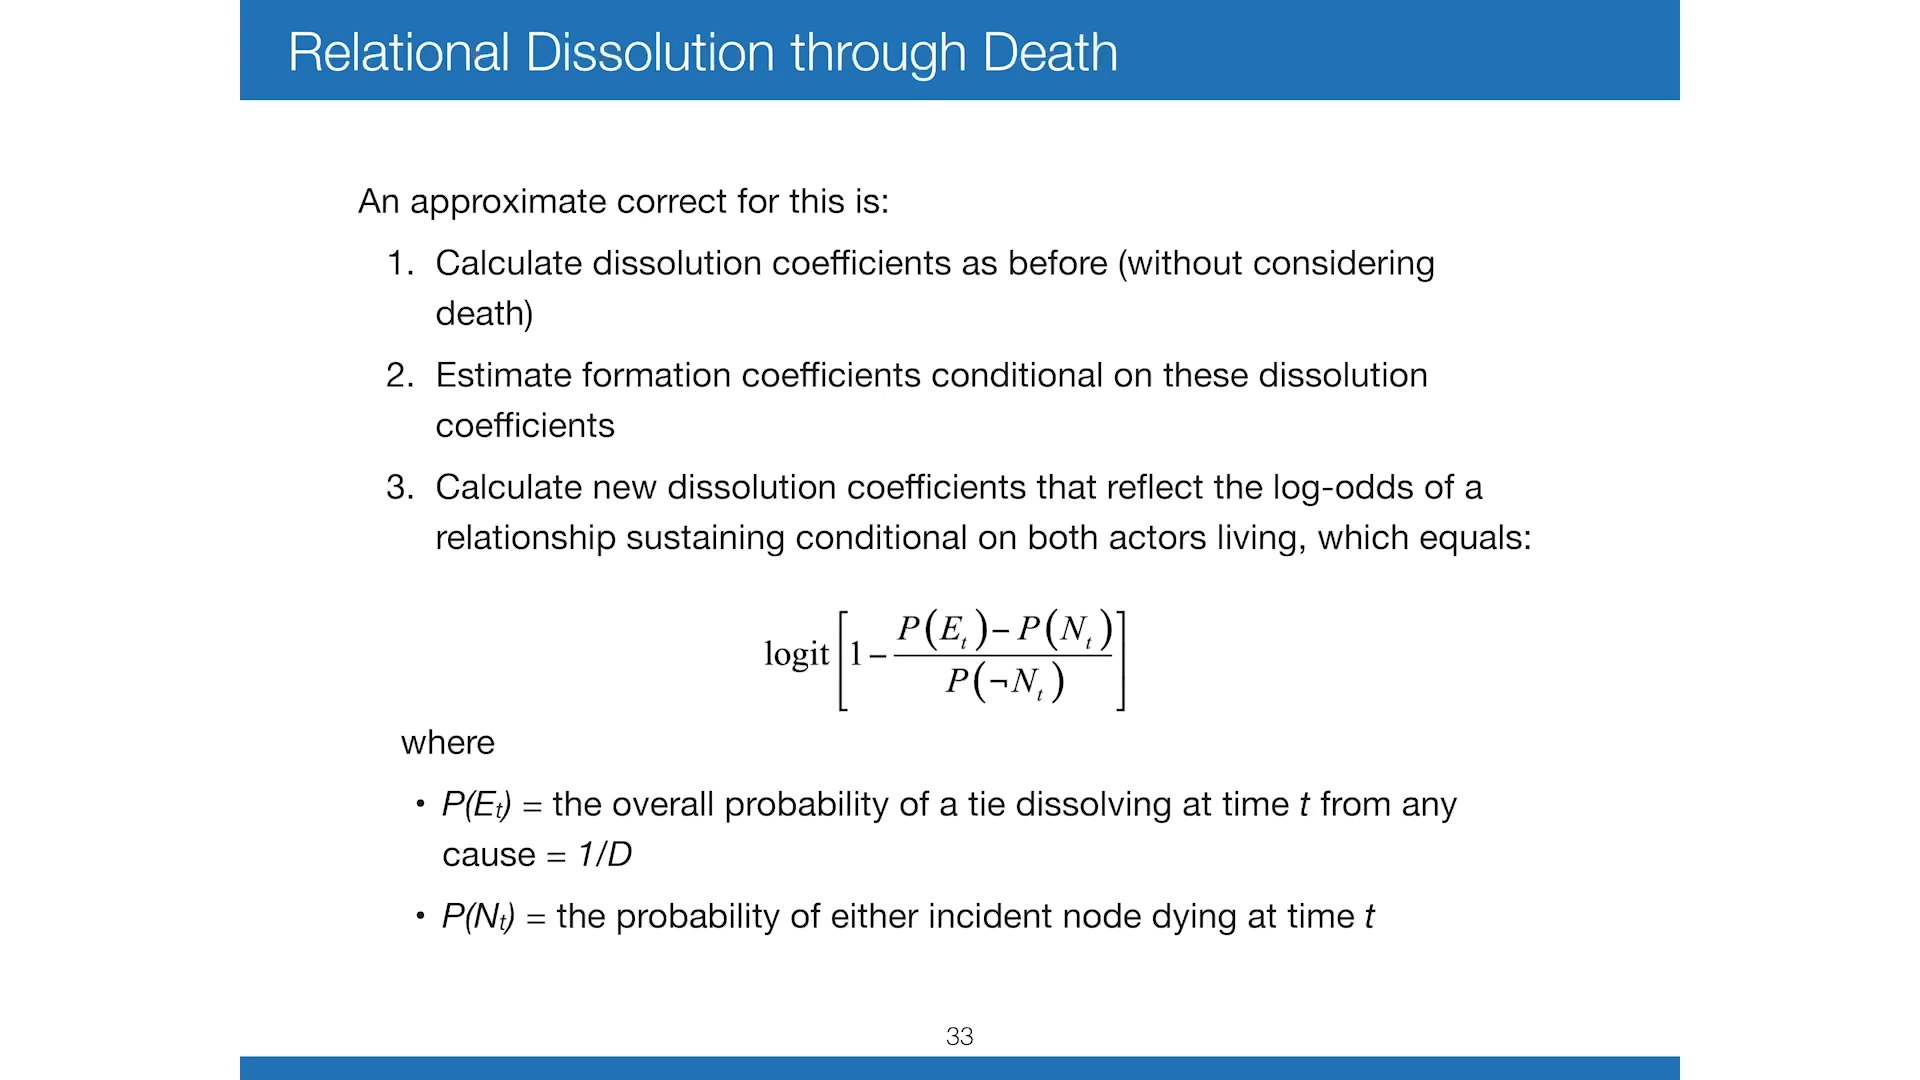 Relational Dissolution through Death
An approximate correct for this is:
1. Calculate dissolution coefficients as before (without considering
death)
2. Estimate formation coefficients conditional on these dissolution
coefficients
3. Calculate new dissolution coefficients that reflect the log-odds of a
relationship sustaining conditional on both actors living, which equals:
logit [1 − (P(E_t) − P(N_t)) / P(¬N_t)]
where
• P(E_t) = the overall probability of a tie dissolving at time t from any
cause = 1/D
• P(N_t) = the probability of either incident node dying at time t
33